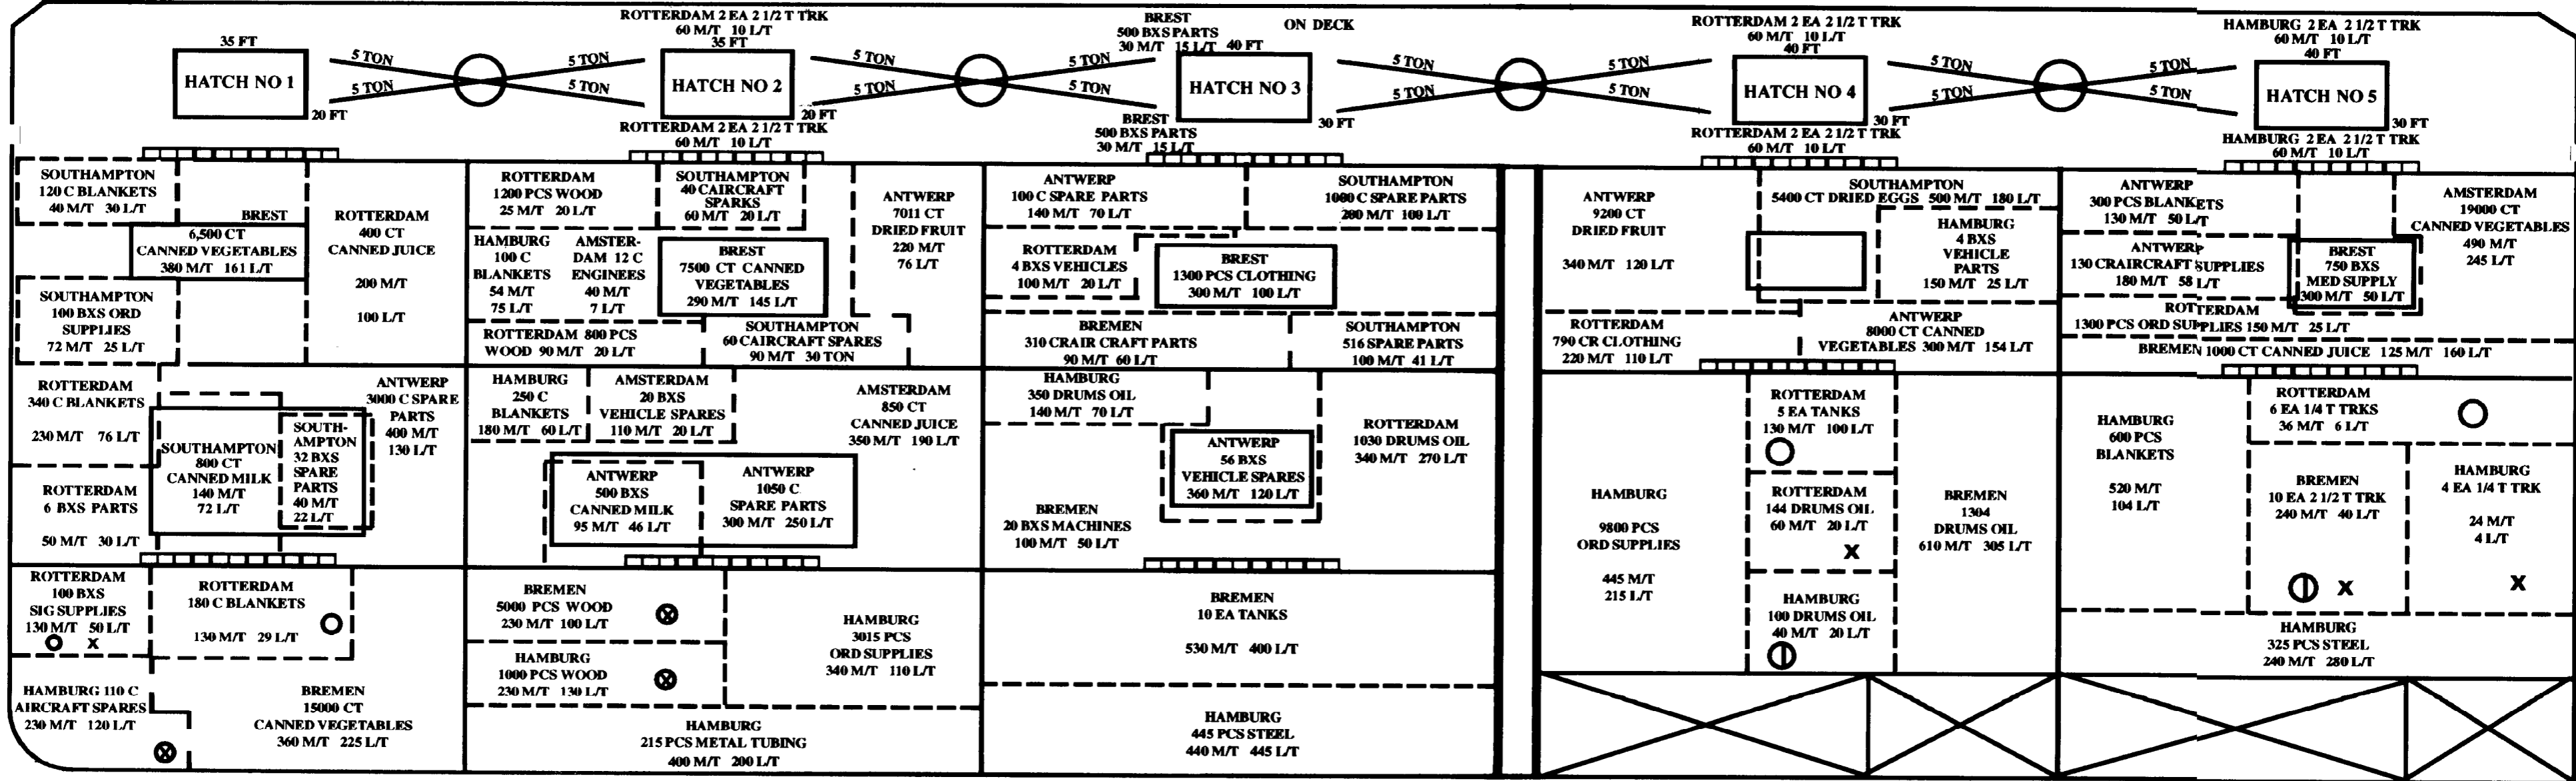 ON DECK
ROTTERDAM 2 EA 2 1/2 T TRK
60 M/T 10 L/T
35 FT
BREST
500 BXS PARTS
30 M/T 15 L/T
40 FT
ROTTERDAM 2 EA 2 1/2 T TRK
60 M/T 10 L/T
40 FT
HAMBURG 2 EA 2 1/2 T TRK
60 M/T 10 L/T
40 FT
35 FT
HATCH NO 1
20 FT
5 TON
5 TON
5 TON
5 TON
HATCH NO 2
20 FT
5 TON
5 TON
5 TON
5 TON
HATCH NO 3
30 FT
5 TON
5 TON
5 TON
5 TON
HATCH NO 4
30 FT
5 TON
5 TON
5 TON
5 TON
HATCH NO 5
30 FT
ROTTERDAM 2 EA 2 1/2 T TRK
60 M/T 10 L/T
BREST
500 BXS PARTS
30 M/T 15 L/T
ROTTERDAM 2 EA 2 1/2 T TRK
60 M/T 10 L/T
HAMBURG 2 EA 2 1/2 T TRK
60 M/T 10 L/T
SOUTHAMPTON
120 C BLANKETS
40 M/T 30 L/T
BREST
6,500 CT
CANNED VEGETABLES
380 M/T 161 L/T
SOUTHAMPTON
100 BXS ORD
SUPPLIES
72 M/T 25 L/T
ROTTERDAM
400 CT
CANNED JUICE
200 M/T
100 L/T
ROTTERDAM
340 C BLANKETS
230 M/T 76 L/T
ROTTERDAM
6 BXS PARTS
50 M/T 30 L/T
SOUTHAMPTON
800 CT
CANNED MILK
140 M/T
72 L/T
SOUTH-
AMPTON
32 BXS
SPARE
PARTS
40 M/T
22 L/T
ANTWERP
3000 C SPARE
PARTS
400 M/T
130 L/T
ROTTERDAM
100 BXS
SIG SUPPLIES
130 M/T 50 L/T
X
ROTTERDAM
180 C BLANKETS
130 M/T 29 L/T
HAMBURG 110 C
AIRCRAFT SPARES
230 M/T 120 L/T
BREMEN
15000 CT
CANNED VEGETABLES
360 M/T 225 L/T
ROTTERDAM
1200 PCS WOOD
25 M/T 20 L/T
SOUTHAMPTON
40 CAIRCRAFT
SPARKS
60 M/T 20 L/T
ANTWERP
7011 CT
DRIED FRUIT
220 M/T
76 L/T
HAMBURG
100 C
BLANKETS
54 M/T
75 L/T
AMSTER-
DAM 12 C
ENGINEES
40 M/T
7 L/T
BREST
7500 CT CANNED
VEGETABLES
290 M/T 145 L/T
ROTTERDAM 800 PCS
WOOD 90 M/T 20 L/T
SOUTHAMPTON
60 CAIRCRAFT SPARES
90 M/T 30 TON
HAMBURG
250 C
BLANKETS
180 M/T 60 L/T
AMSTERDAM
20 BXS
VEHICLE SPARES
110 M/T 20 L/T
AMSTERDAM
850 CT
CANNED JUICE
350 M/T 190 L/T
ANTWERP
500 BXS
CANNED MILK
95 M/T 46 L/T
ANTWERP
1050 C
SPARE PARTS
300 M/T 250 L/T
BREMEN
5000 PCS WOOD
230 M/T 100 L/T
HAMBURG
1000 PCS WOOD
230 M/T 130 L/T
HAMBURG
3015 PCS
ORD SUPPLIES
340 M/T 110 L/T
HAMBURG
215 PCS METAL TUBING
400 M/T 200 L/T
ANTWERP
100 C SPARE PARTS
140 M/T 70 L/T
SOUTHAMPTON
1000 C SPARE PARTS
200 M/T 100 L/T
ROTTERDAM
4 BXS VEHICLES
100 M/T 20 L/T
BREST
1300 PCS CLOTHING
300 M/T 100 L/T
BREMEN
310 CRAIR CRAFT PARTS
90 M/T 60 L/T
SOUTHAMPTON
516 SPARE PARTS
100 M/T 41 L/T
HAMBURG
350 DRUMS OIL
140 M/T 70 L/T
ANTWERP
56 BXS
VEHICLE SPARES
360 M/T 120 L/T
ROTTERDAM
1030 DRUMS OIL
340 M/T 270 L/T
BREMEN
20 BXS MACHINES
100 M/T 50 L/T
BREMEN
10 EA TANKS
530 M/T 400 L/T
HAMBURG
445 PCS STEEL
440 M/T 445 L/T
ANTWERP
9200 CT
DRIED FRUIT
340 M/T 120 L/T
SOUTHAMPTON
5400 CT DRIED EGGS 500 M/T 180 L/T
HAMBURG
4 BXS
VEHICLE
PARTS
150 M/T 25 L/T
ROTTERDAM
790 CR CLOTHING
220 M/T 110 L/T
ANTWERP
8000 CT CANNED
VEGETABLES 300 M/T 154 L/T
HAMBURG
9800 PCS
ORD SUPPLIES
445 M/T
215 L/T
ROTTERDAM
5 EA TANKS
130 M/T 100 L/T
ROTTERDAM
144 DRUMS OIL
60 M/T 20 L/T
X
HAMBURG
100 DRUMS OIL
40 M/T 20 L/T
BREMEN
1304
DRUMS OIL
610 M/T 305 L/T
ANTWERP
300 PCS BLANKETS
130 M/T 50 L/T
ANTWERP
130 CRAIRCRAFT SUPPLIES
180 M/T 58 L/T
BREST
750 BXS
MED SUPPLY
300 M/T 50 L/T
AMSTERDAM
19000 CT
CANNED VEGETABLES
490 M/T
245 L/T
ROTTERDAM
1300 PCS ORD SUPPLIES 150 M/T 25 L/T
BREMEN 1000 CT CANNED JUICE 125 M/T 160 L/T
HAMBURG
600 PCS
BLANKETS
520 M/T
104 L/T
ROTTERDAM
6 EA 1/4 T TRKS
36 M/T 6 L/T
BREMEN
10 EA 2 1/2 T TRK
240 M/T 40 L/T
X
HAMBURG
4 EA 1/4 T TRK
24 M/T
4 L/T
X
HAMBURG
325 PCS STEEL
240 M/T 280 L/T